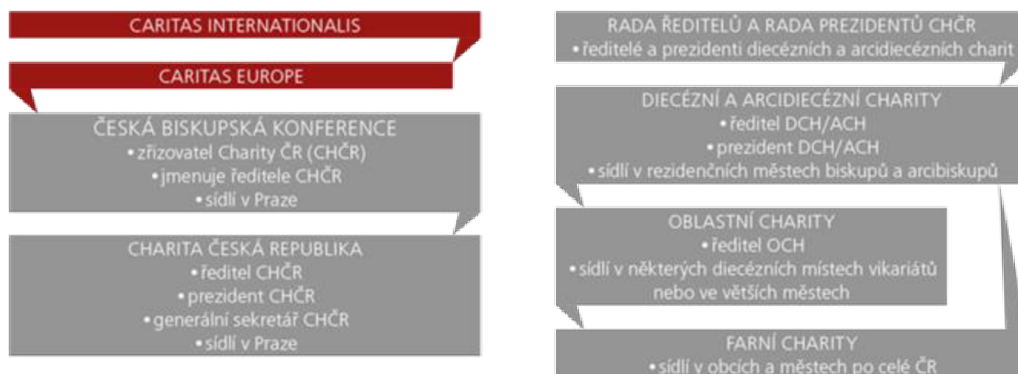 CARITAS INTERNATIONALIS
CARITAS EUROPE
ČESKÁ BISKUPSKÁ KONFERENCE
• zřizovatel Charity ČR (CHČR)
• jmenuje ředitele CHČR
• sídlí v Praze
CHARITA ČESKÁ REPUBLIKA
• ředitel CHČR
• prezident CHČR
• generální sekretář CHČR
• sídlí v Praze
RADA ŘEDITELŮ A RADA PREZIDENTŮ CHČR
• ředitelé a prezidenti diecézních a arcidiecézních charit
DIECÉZNÍ A ARCIDIECÉZNÍ CHARITY
• ředitel DCH/ACH
• prezident DCH/ACH
• sídlí v rezidenčních městech biskupů a arcibiskupů
OBLASTNÍ CHARITY
• ředitel OCH
• sídlí v některých diecézních místech vikariátů
nebo ve větších městech
FARNÍ CHARITY
• sídlí v obcích a městech po celé ČR